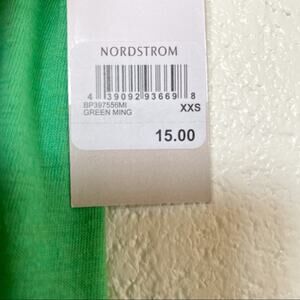 NORDSTROM
4 39092 93669 8
BP397556MI XXS
GREEN MING
15.00